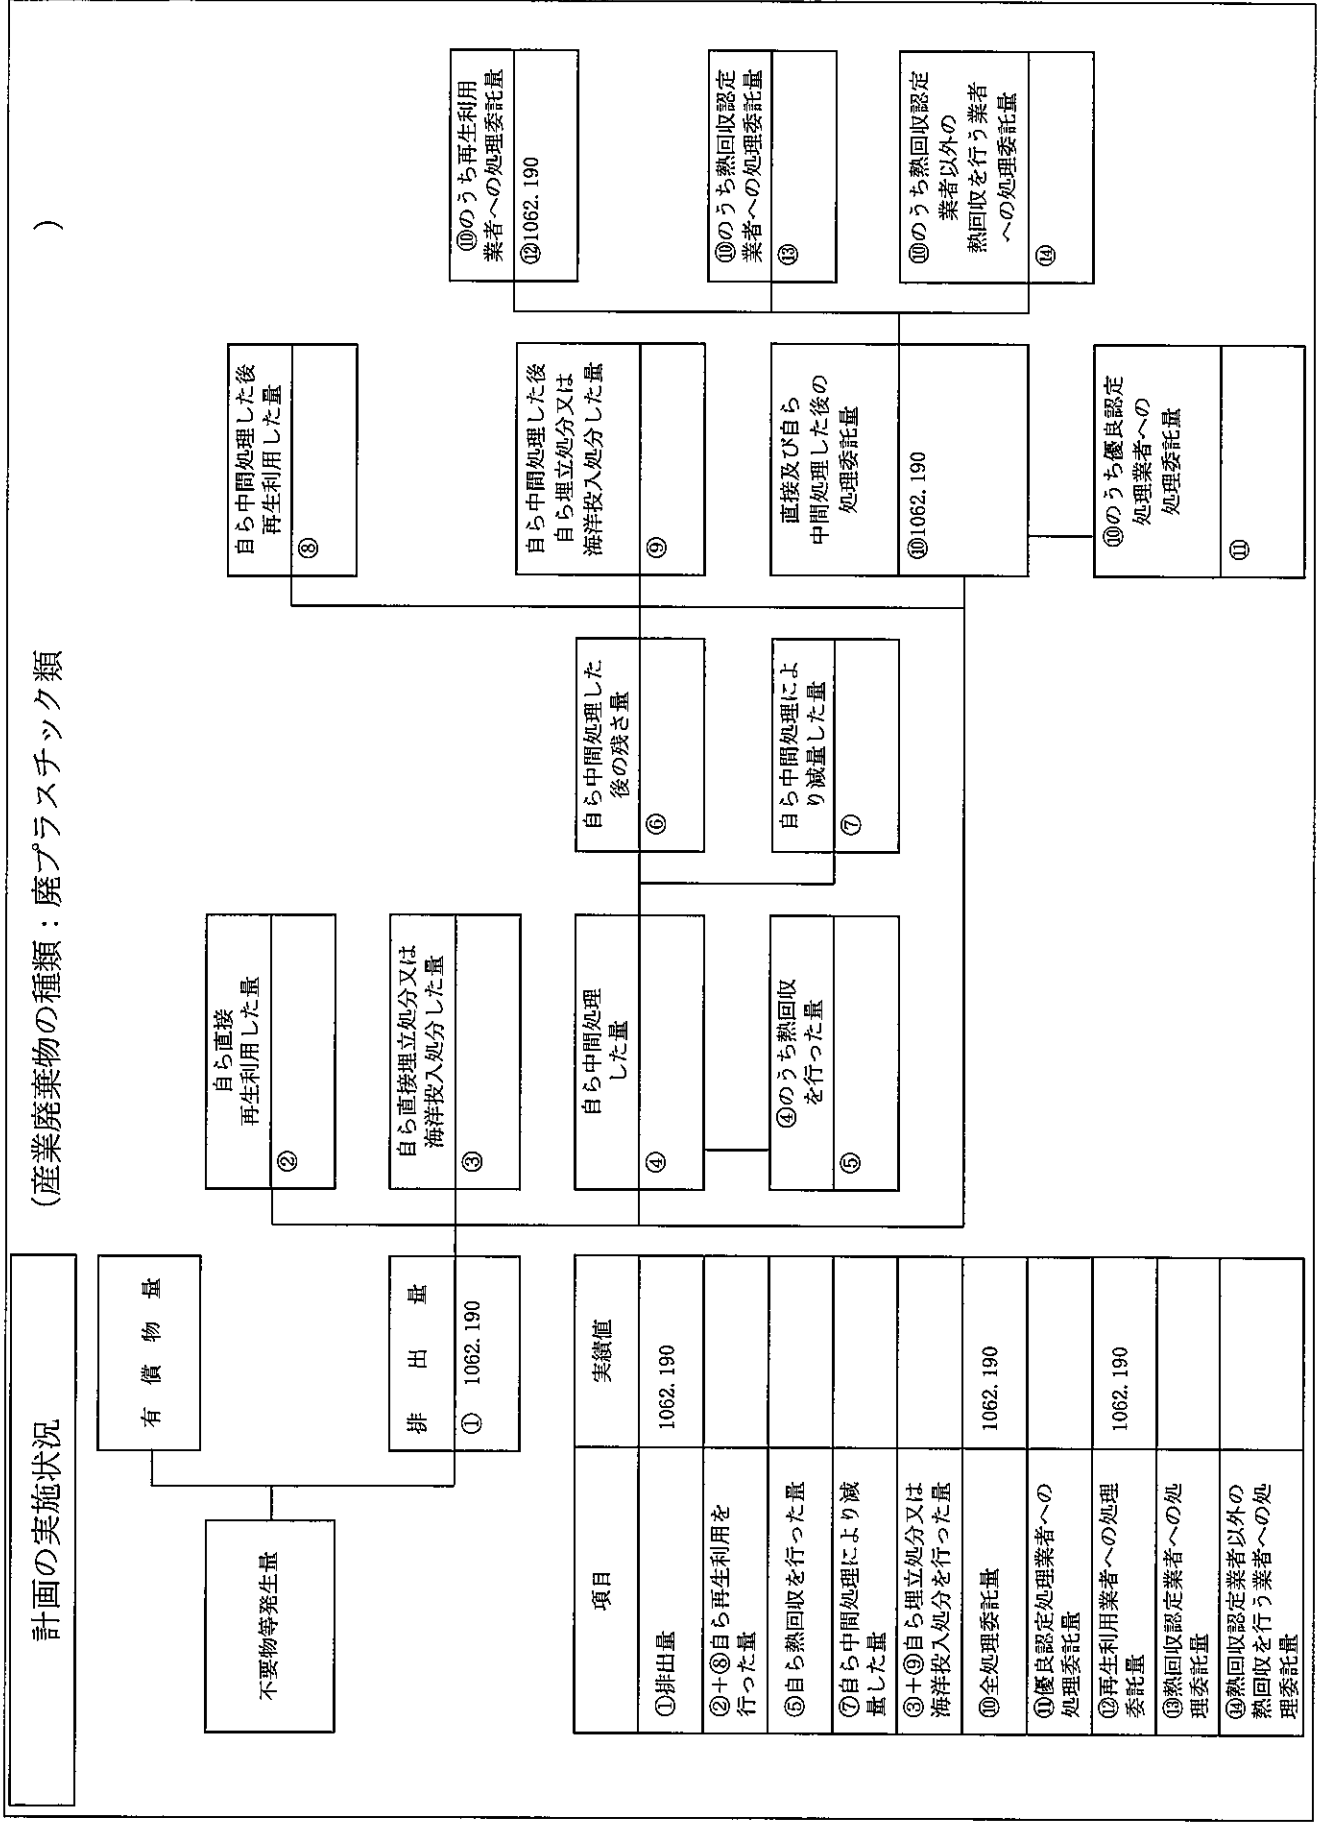 計画の実施状況
(産業廃棄物の種類：廃プラスチック類
)
不要物等発生量
有償物量
排出量
① 1062.190
自ら直接
再生利用した量
②
自ら直接埋立処分又は
海洋投入処分した量
③
自ら中間処理
した量
④
④のうち熱回収
を行った量
⑤
自ら中間処理した
後の残さ量
⑥
自ら中間処理によ
り減量した量
⑦
自ら中間処理した後
再生利用した量
⑧
自ら中間処理した後
自ら埋立処分又は
海洋投入処分した量
⑨
直接及び自ら
中間処理した後の
処理委託量
⑩1062.190
⑩のうち優良認定
処理業者への
処理委託量
⑪
⑩のうち再生利用
業者への処理委託量
⑫1062.190
⑩のうち熱回収認定
業者への処理委託量
⑬
⑩のうち熱回収認定
業者以外の
熱回収を行う業者
への処理委託量
⑭
項目 実績値
①排出量 1062.190
②+⑧自ら再生利用を
行った量
⑤自ら熱回収を行った量
⑦自ら中間処理により減
量した量
③+⑨自ら埋立処分又は
海洋投入処分を行った量
⑩全処理委託量 1062.190
⑪優良認定処理業者への
処理委託量
⑫再生利用業者への処理
委託量 1062.190
⑬熱回収認定業者への処
理委託量
⑭熱回収認定業者以外の
熱回収を行う業者への処
理委託量